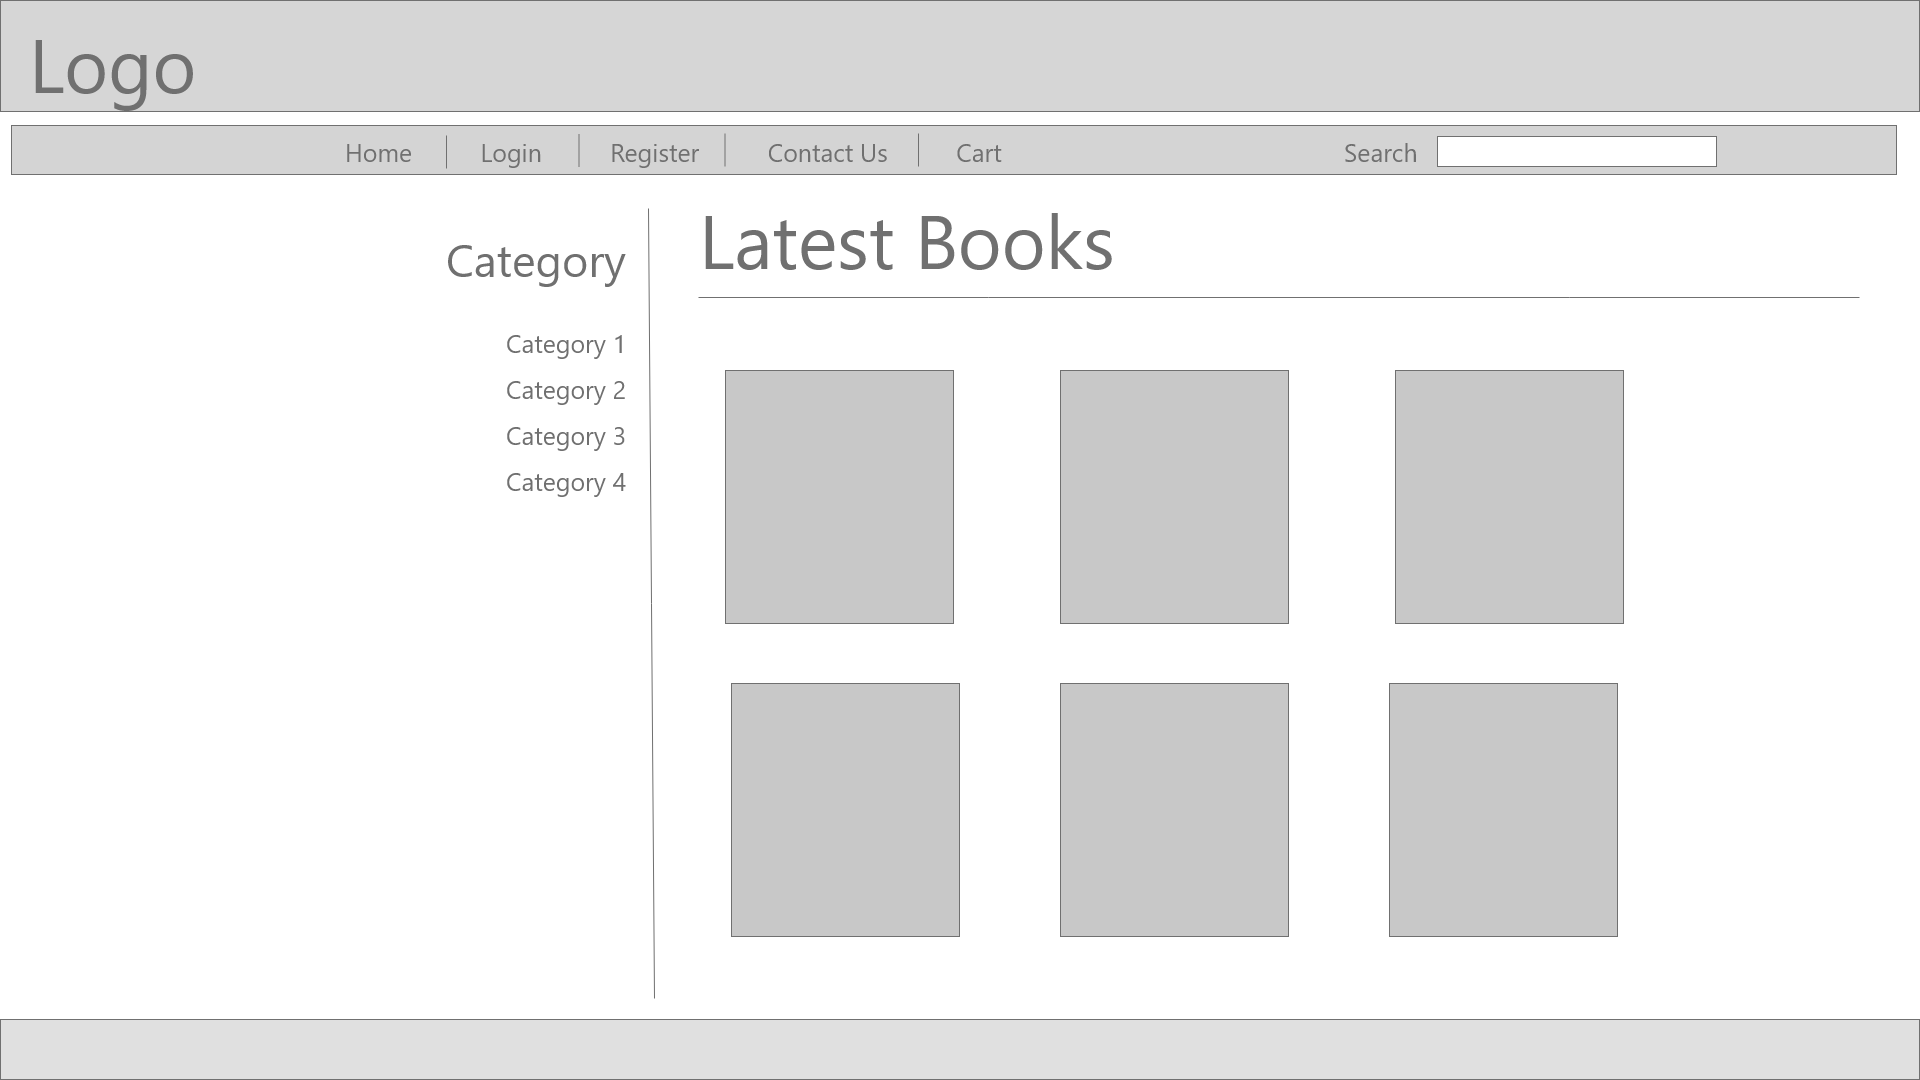 Logo
Home Login Register Contact Us Cart Search
Category
Category 1
Category 2
Category 3
Category 4
Latest Books